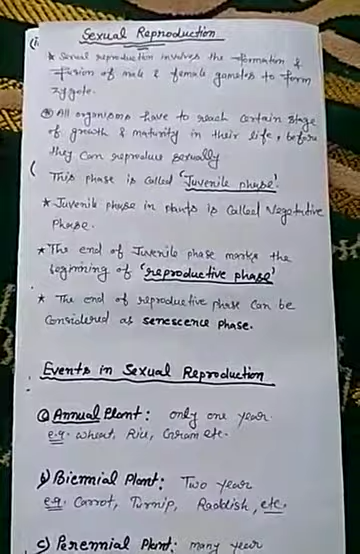 Sexual Reproduction
* Sexual reproduction involves the formation &
fusion of male & female gametes to form
zygote.
* All organisms have to reach certain stage
of growth & maturity in their life, before
they can reproduce sexually
This phase is called 'Juvenile phase'.
* Juvenile phase in plants is called Vegetative
Phase.
* The end of Juvenile phase marks the
beginning of 'reproductive phase'
* The end of reproductive phase can be
considered as senescence phase.
Events in Sexual Reproduction
a) Annual Plant: only one year.
e.g. wheat, Rice, Gram etc.
b) Biennial Plant: Two year
eg. Carrot, Turnip, Raddish, etc.
c) Perennial Plant: many year